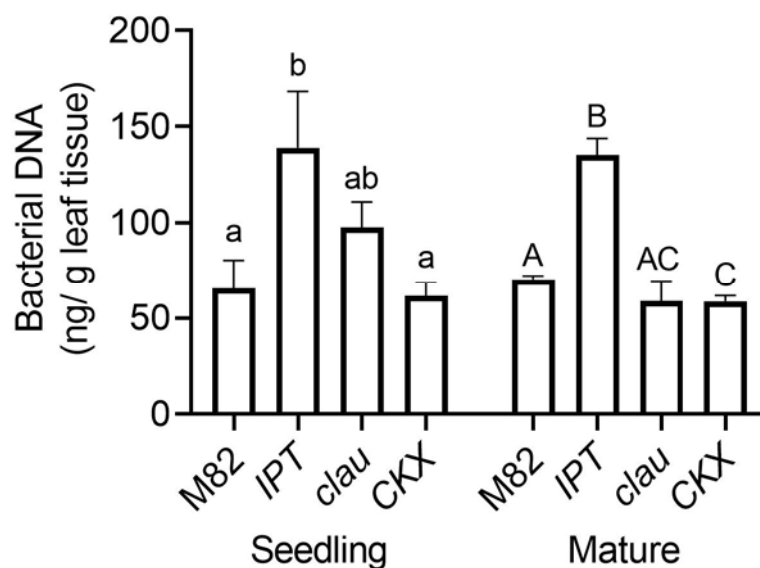 Bacterial DNA
(ng/ g leaf tissue)
200
150
100
50
0
a
b
ab
a
A
B
AC
C
M82
IPT
clau
CKX
M82
IPT
clau
CKX
Seedling
Mature